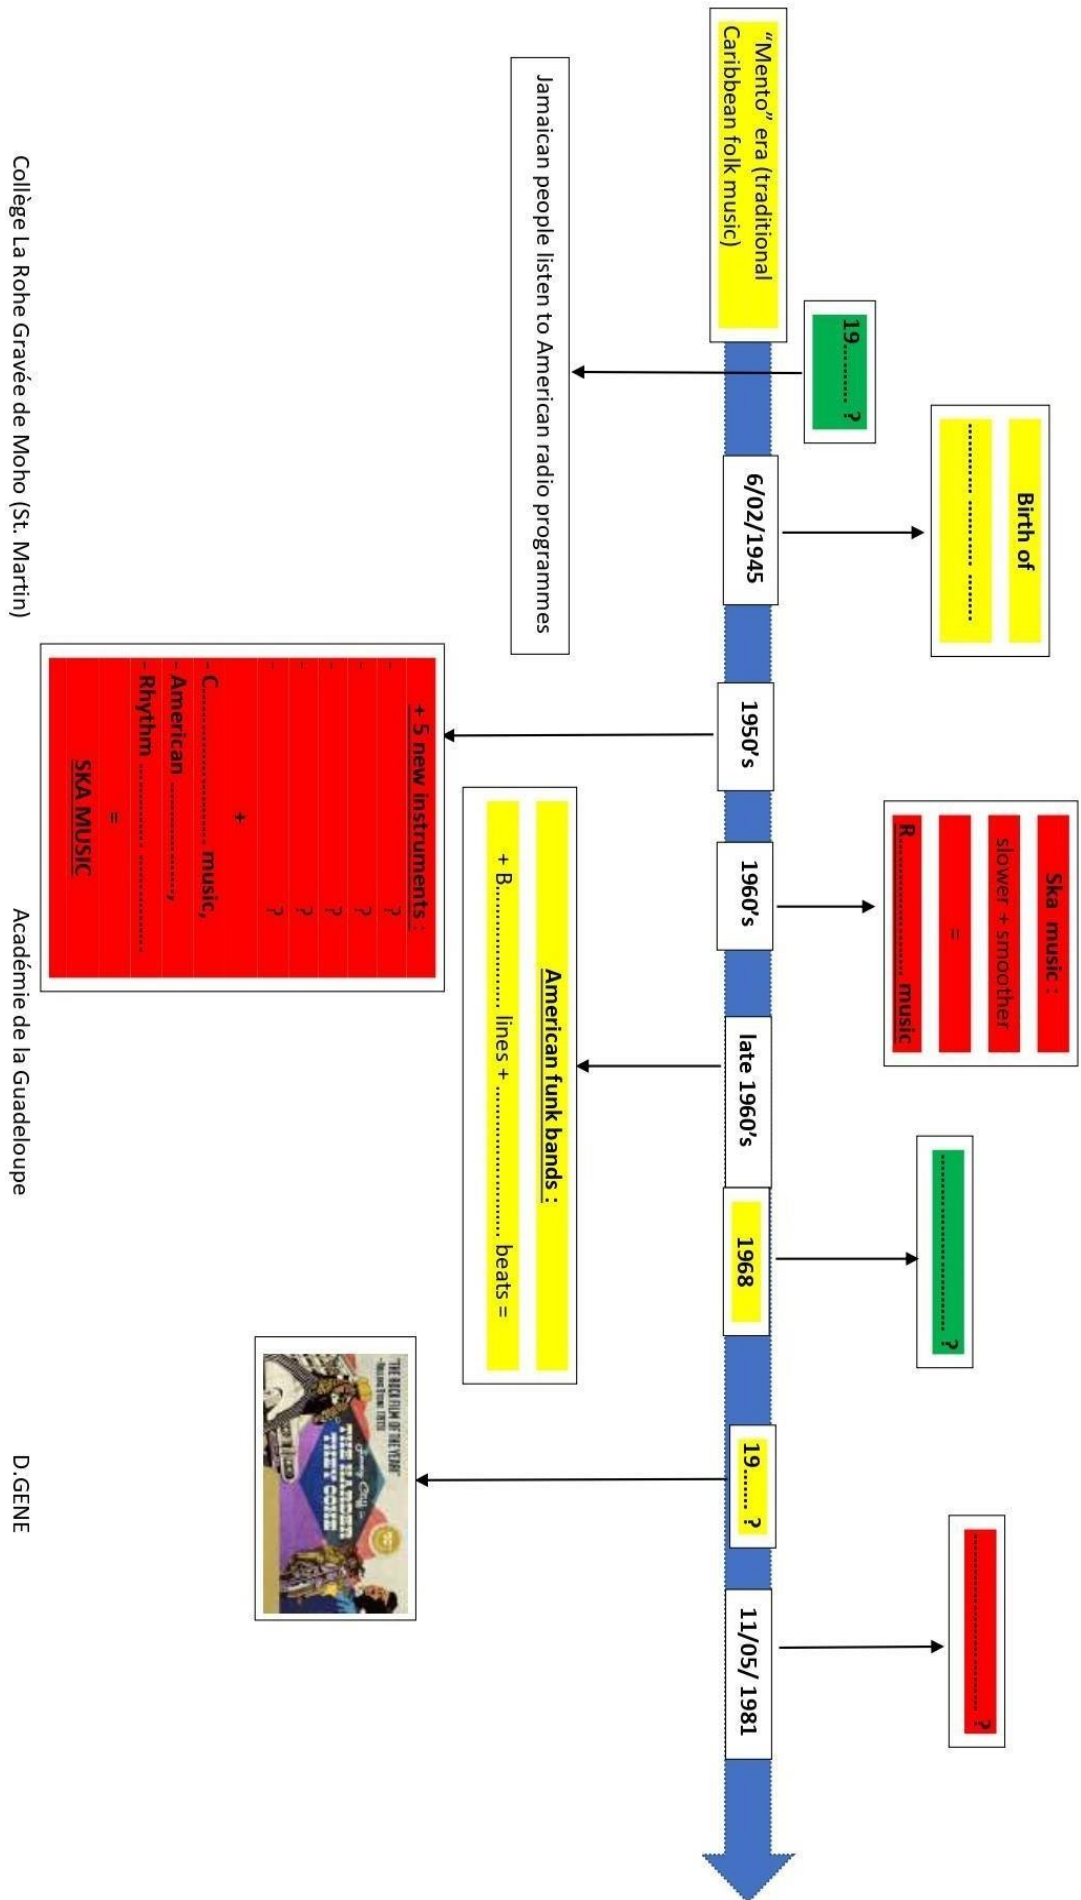 "Mento" era (traditional
Caribbean folk music)
19.......... ?
Jamaican people listen to American radio programmes
6/02/1945
Birth of
........... ........... .......
1950's
+ 5 new instruments :
- ?
- ?
- ?
- ?
- ?
+
- C........................ music,
- American ..................,
- Rhythm ............... ...............
=
SKA MUSIC
1960's
Ska music :
slower + smoother
=
R...................... music
late 1960's
American funk bands :
+ B................. lines + ...................... beats =
1968
.............................. ?
19....... ?
"THE ROCK FILM OF THE YEAR!"
Jimmy Cliff
THE HARDER
THEY COME
11/05/ 1981
.............................. ?
Collège La Rohe Gravée de Moho (St. Martin)
Académie de la Guadeloupe
D.GENE